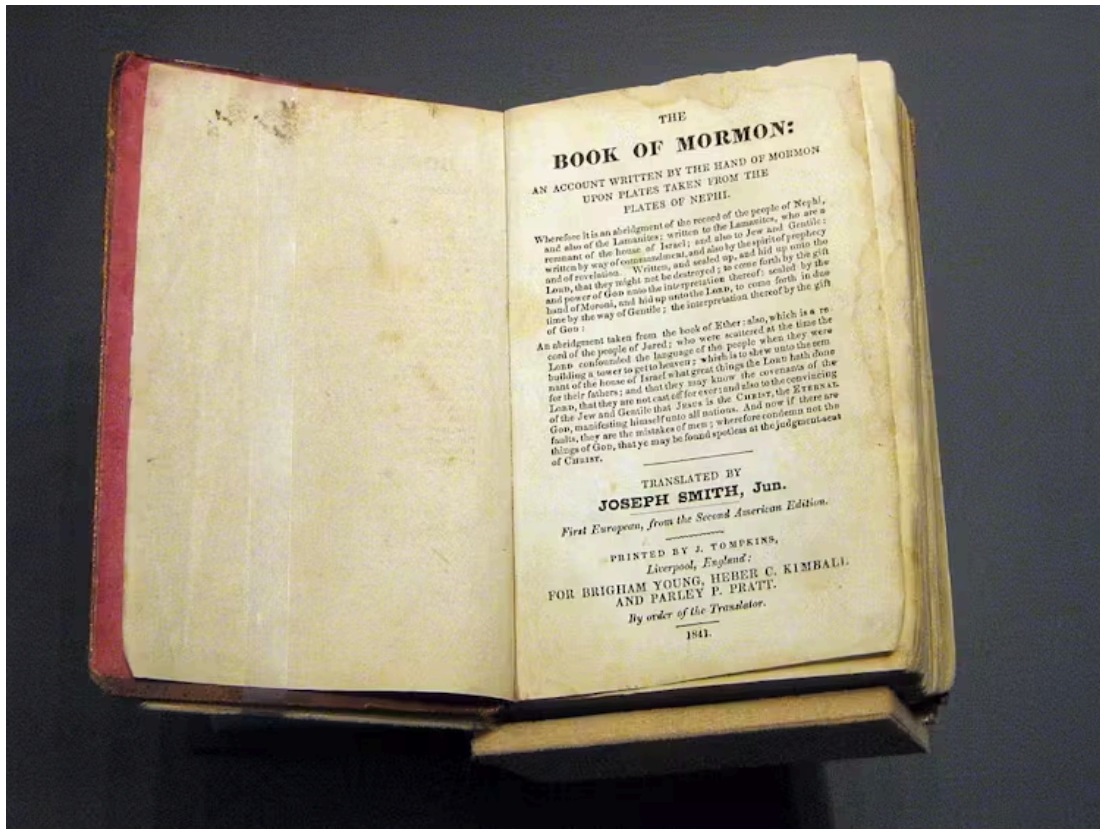 THE
BOOK OF MORMON:
AN ACCOUNT WRITTEN BY THE HAND OF MORMON
UPON PLATES TAKEN FROM THE
PLATES OF NEPHI.
Wherefore it is an abridgment of the record of the people of Nephi,
and also of the Lamanites; written to the Lamanites, who are a
remnant of the house of Israel; and also to Jew and Gentile:
written by way of commandment, and also by the spirit of prophecy
and of revelation. Written, and sealed up, and hid up unto the
LORD, that they might not be destroyed; to come forth by the gift
and power of GOD unto the interpretation thereof: sealed by the
hand of Moroni, and hid up unto the LORD, to come forth in due
time by the way of Gentile; the interpretation thereof by the gift
of GOD:
An abridgment taken from the book of Ether: also, which is a re-
cord of the people of Jared; who were scattered at the time the
LORD confounded the language of the people when they were
building a tower to get to heaven; which is to shew unto the rem
nant of the house of Israel what great things the LORD hath done
for their fathers; and that they may know the covenants of the
LORD, that they are not cast off for ever; and also to the convincing
of the Jew and Gentile that JESUS is the CHRIST, the ETERNAL
GOD, manifesting himself unto all nations. And now if there are
faults, they are the mistakes of men; wherefore condemn not the
things of GOD, that ye may be found spotless at the judgment-seat
of CHRIST.
TRANSLATED BY
JOSEPH SMITH, Jun.
First European, from the Second American Edition.
PRINTED BY J. TOMPKINS,
Liverpool, England:
FOR BRIGHAM YOUNG, HEBER C. KIMBALL
AND PARLEY P. PRATT.
By order of the Translator.
1841.